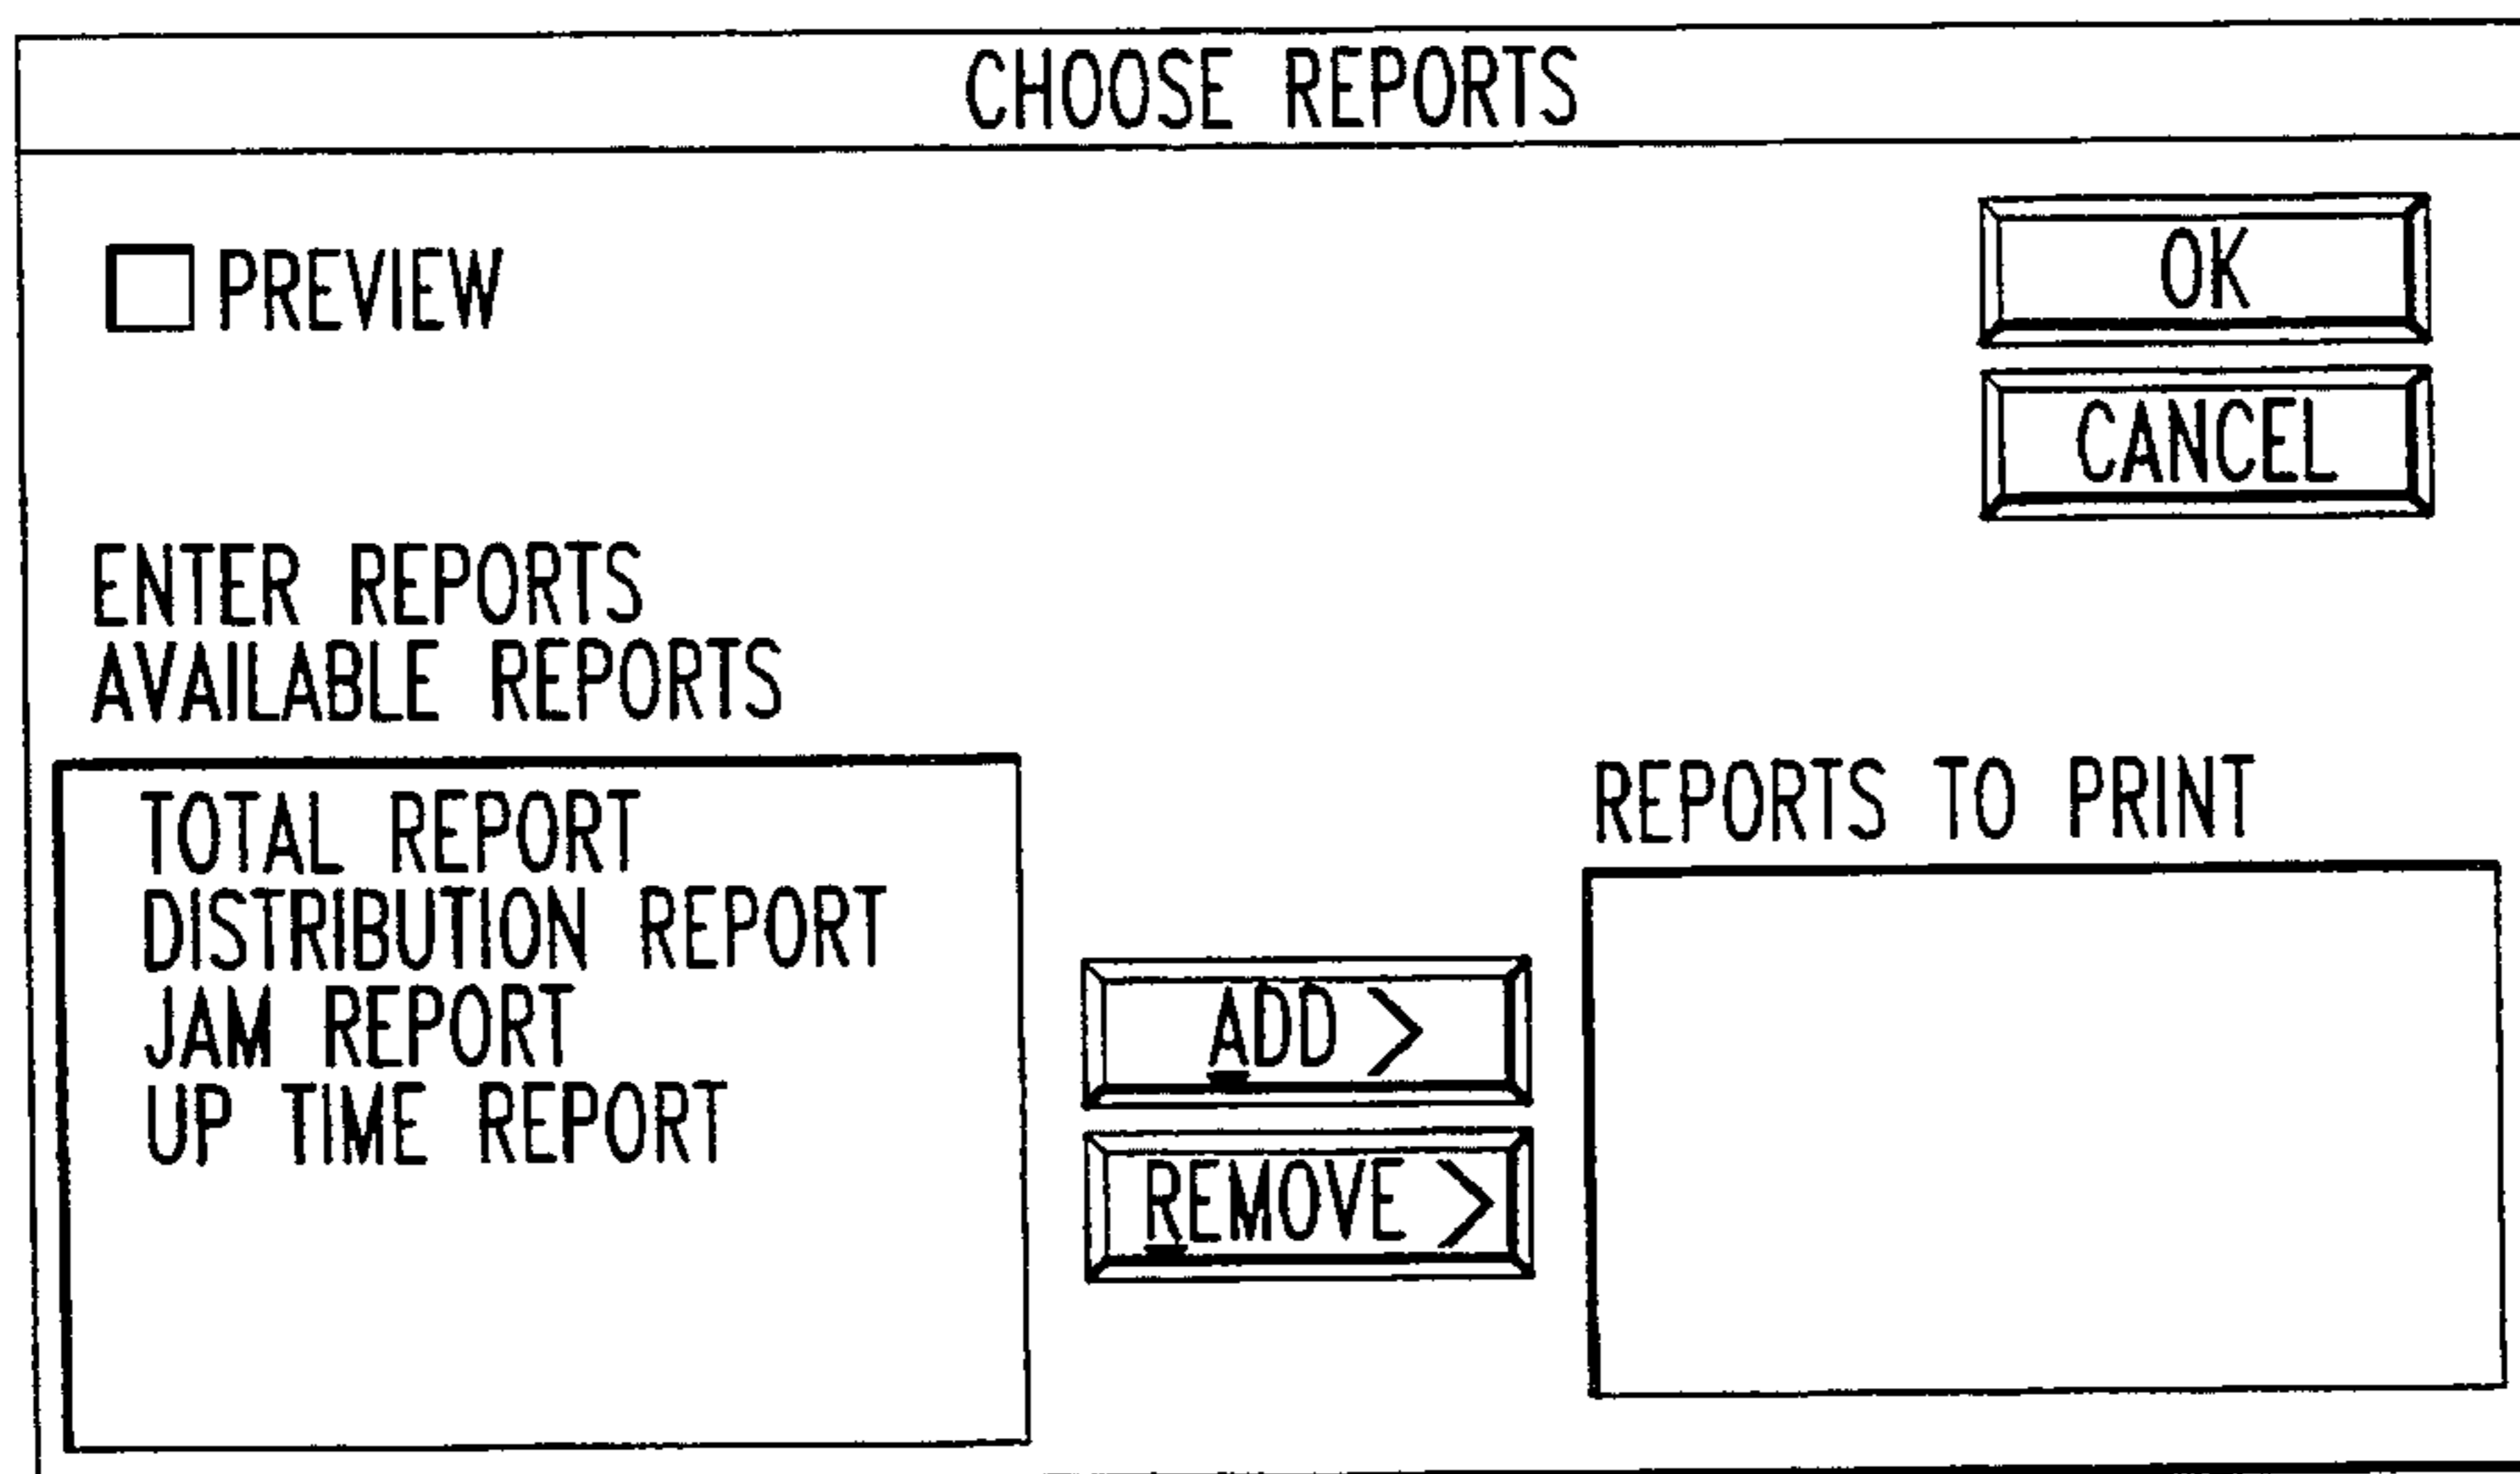 CHOOSE REPORTS
PREVIEW
OK
CANCEL
ENTER REPORTS
AVAILABLE REPORTS
TOTAL REPORT
DISTRIBUTION REPORT
JAM REPORT
UP TIME REPORT
ADD >
REMOVE >
REPORTS TO PRINT